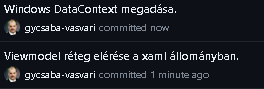 Windows DataContext megadása.
gycsaba-vasvari committed now
Viewmodel réteg elérése a xaml állományban.
gycsaba-vasvari committed 1 minute ago